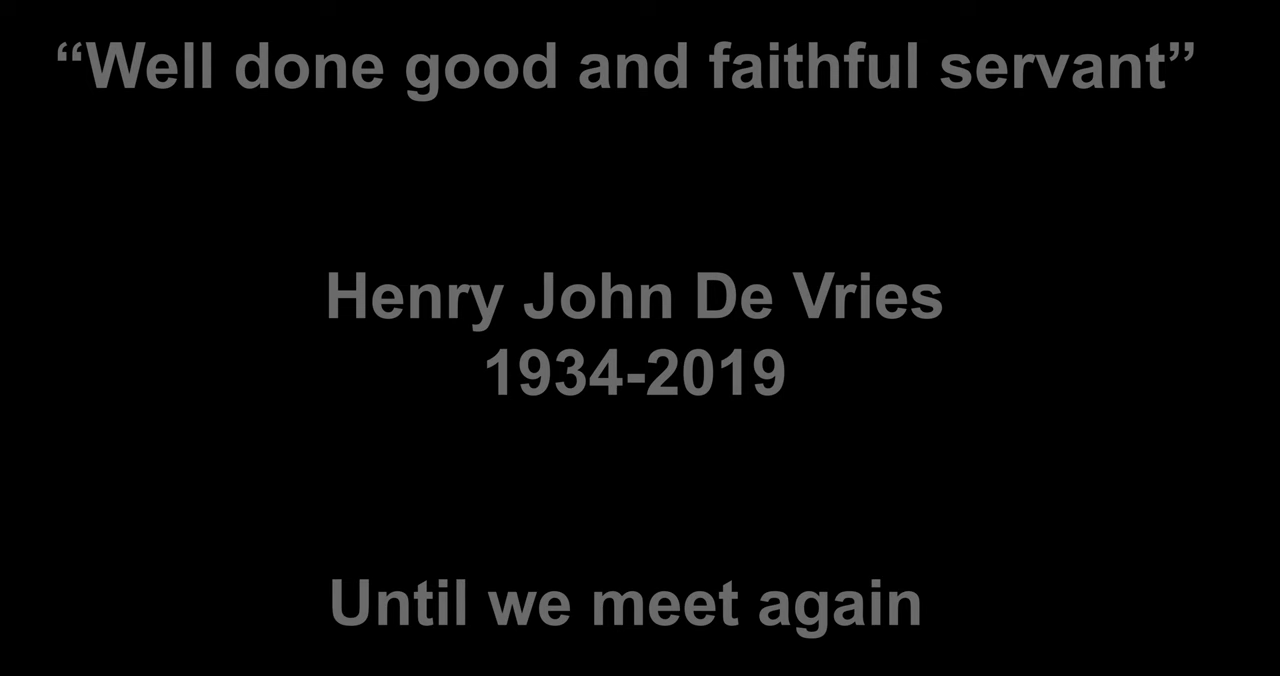 “Well done good and faithful servant”
Henry John De Vries
1934-2019
Until we meet again